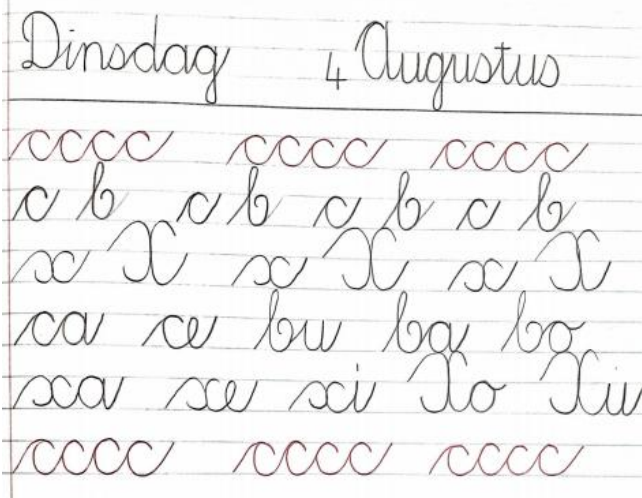 Dinsdag 4 Augustus
cccc cccc cccc
c b c b c b c b
x X x X x X
ca ce bu ba bo
xa xe xi Xo Xu
cccc cccc cccc